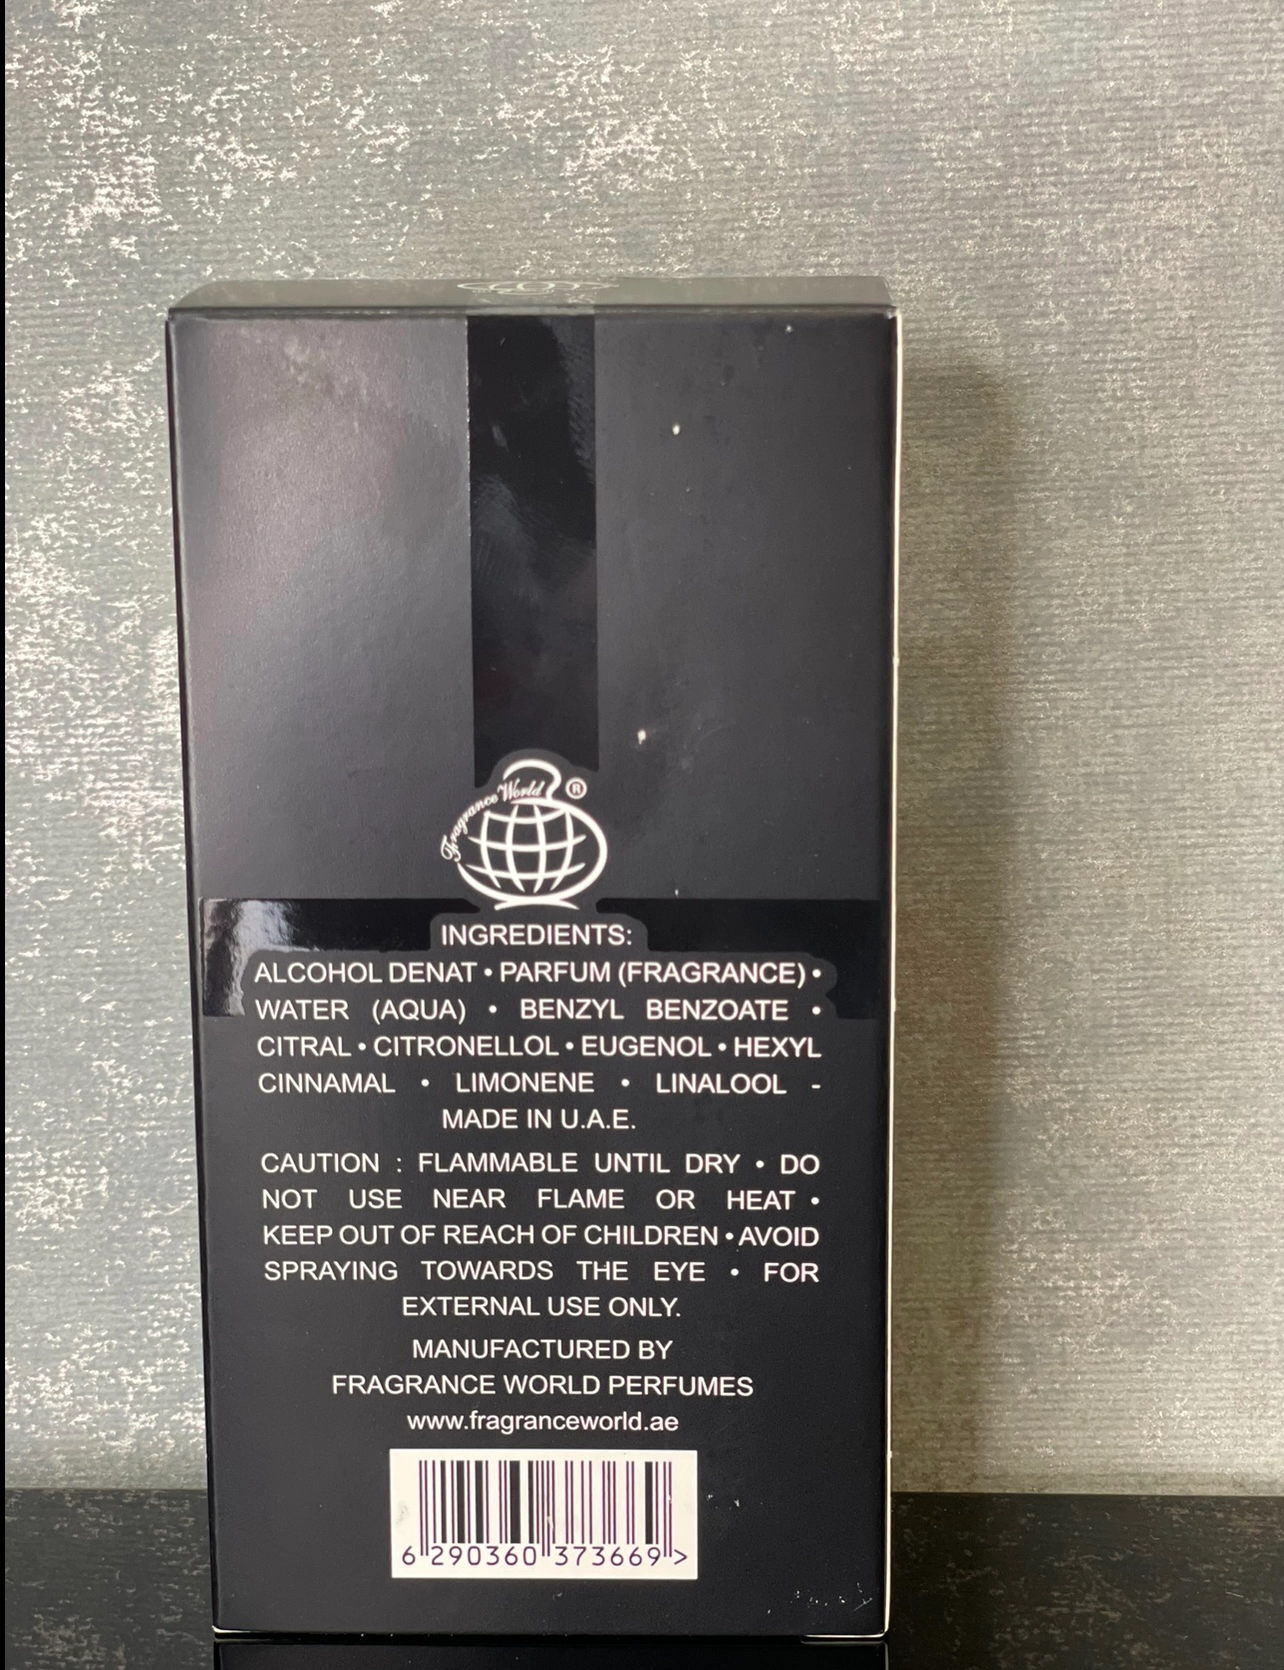 Fragrance World ®
INGREDIENTS:
ALCOHOL DENAT • PARFUM (FRAGRANCE) •
WATER (AQUA) • BENZYL BENZOATE •
CITRAL • CITRONELLOL • EUGENOL • HEXYL
CINNAMAL • LIMONENE • LINALOOL -
MADE IN U.A.E.
CAUTION : FLAMMABLE UNTIL DRY • DO
NOT USE NEAR FLAME OR HEAT •
KEEP OUT OF REACH OF CHILDREN • AVOID
SPRAYING TOWARDS THE EYE • FOR
EXTERNAL USE ONLY.
MANUFACTURED BY
FRAGRANCE WORLD PERFUMES
www.fragranceworld.ae
6 290360 373669 >